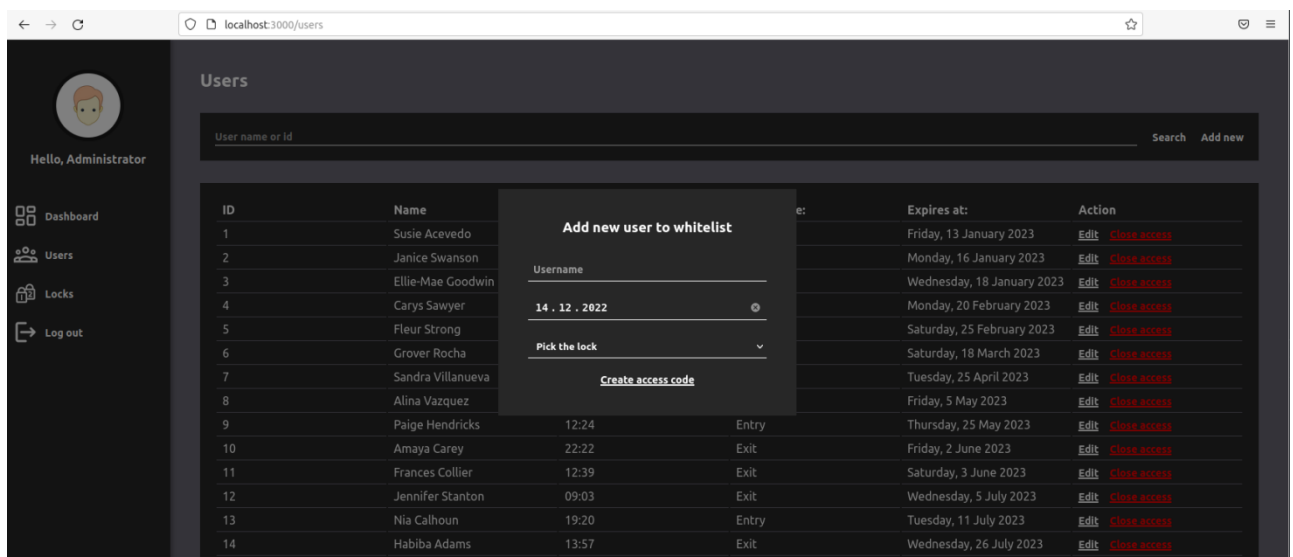 localhost:3000/users
Users
User name or id
Search Add new
Hello, Administrator
Dashboard
Users
Locks
Log out
ID Name e: Expires at: Action
1 Susie Acevedo Friday, 13 January 2023 Edit Close access
2 Janice Swanson Monday, 16 January 2023 Edit Close access
3 Ellie-Mae Goodwin Wednesday, 18 January 2023 Edit Close access
4 Carys Sawyer Monday, 20 February 2023 Edit Close access
5 Fleur Strong Saturday, 25 February 2023 Edit Close access
6 Grover Rocha Saturday, 18 March 2023 Edit Close access
7 Sandra Villanueva Tuesday, 25 April 2023 Edit Close access
8 Alina Vazquez Friday, 5 May 2023 Edit Close access
9 Paige Hendricks 12:24 Entry Thursday, 25 May 2023 Edit Close access
10 Amaya Carey 22:22 Exit Friday, 2 June 2023 Edit Close access
11 Frances Collier 12:39 Exit Saturday, 3 June 2023 Edit Close access
12 Jennifer Stanton 09:03 Exit Wednesday, 5 July 2023 Edit Close access
13 Nia Calhoun 19:20 Entry Tuesday, 11 July 2023 Edit Close access
14 Habiba Adams 13:57 Exit Wednesday, 26 July 2023 Edit Close access
Add new user to whitelist
Username
14 . 12 . 2022
Pick the lock
Create access code